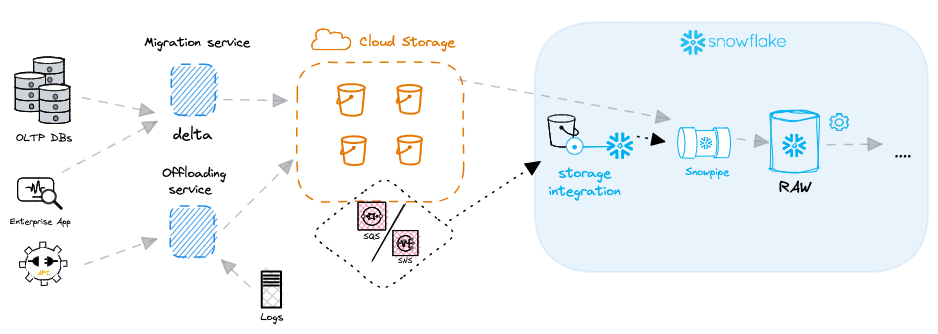 Migration service
Cloud Storage
snowflake
OLTP DBs
delta
Offloading
service
Enterprise App
API
Logs
SQS
SNS
storage
integration
Snowpipe
RAW
....